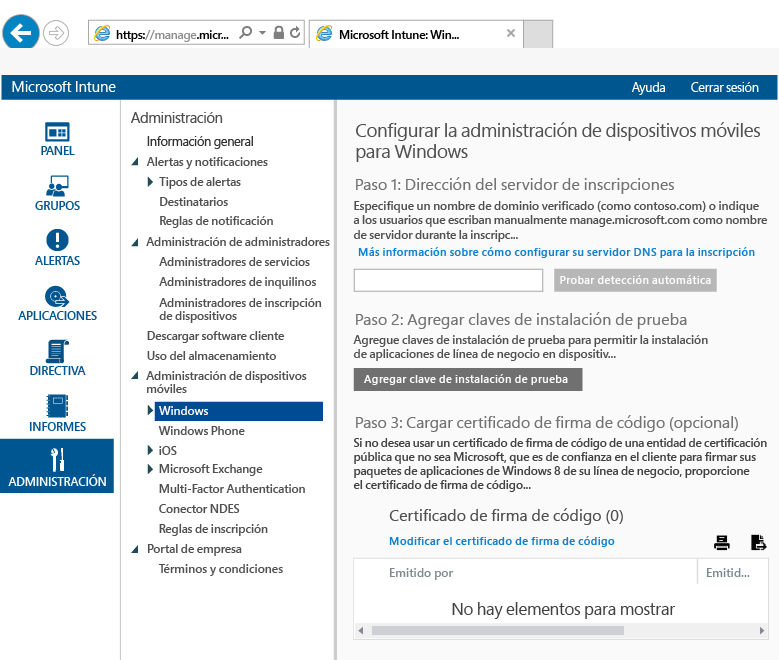 https://manage.micr...
Microsoft Intune: Win...
Microsoft Intune
Ayuda
Cerrar sesión
PANEL
GRUPOS
ALERTAS
APLICACIONES
DIRECTIVA
INFORMES
ADMINISTRACIÓN
Administración
Información general
Alertas y notificaciones
Tipos de alertas
Destinatarios
Reglas de notificación
Administración de administradores
Administradores de servicios
Administradores de inquilinos
Administradores de inscripción
de dispositivos
Descargar software cliente
Uso del almacenamiento
Administración de dispositivos
móviles
Windows
Windows Phone
iOS
Microsoft Exchange
Multi-Factor Authentication
Conector NDES
Reglas de inscripción
Portal de empresa
Términos y condiciones
Configurar la administración de dispositivos móviles
para Windows
Paso 1: Dirección del servidor de inscripciones
Especifique un nombre de dominio verificado (como contoso.com) o indique
a los usuarios que escriban manualmente manage.microsoft.com como nombre
de servidor durante la inscripc...
Más información sobre cómo configurar su servidor DNS para la inscripción
Probar detección automática
Paso 2: Agregar claves de instalación de prueba
Agregue claves de instalación de prueba para permitir la instalación
de aplicaciones de línea de negocio en dispositiv...
Agregar clave de instalación de prueba
Paso 3: Cargar certificado de firma de código (opcional)
Si no desea usar un certificado de firma de código de una entidad de certificación
pública que no sea Microsoft, que es de confianza en el cliente para firmar sus
paquetes de aplicaciones de Windows 8 de su línea de negocio, proporcione
el certificado de firma de código...
Certificado de firma de código (0)
Modificar el certificado de firma de código
Emitido por
Emitid...
No hay elementos para mostrar